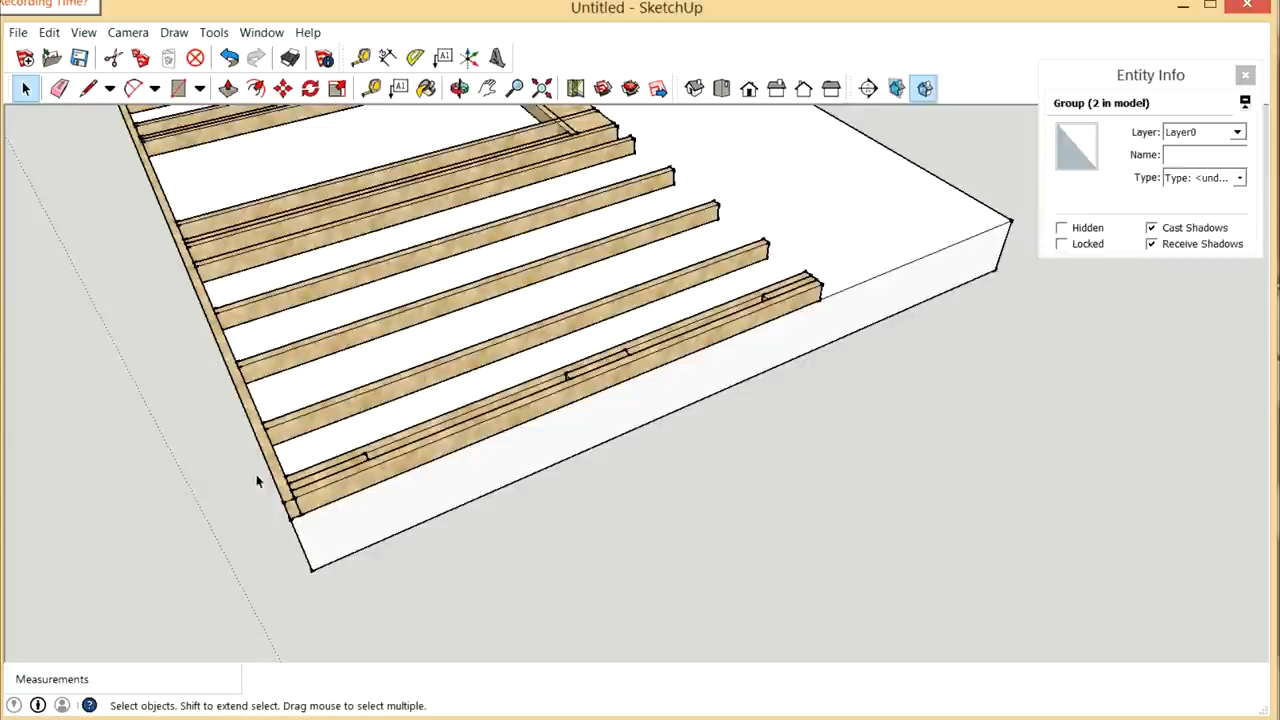 Recording Time?
Untitled - SketchUp
File Edit View Camera Draw Tools Window Help
A1
A1
Entity Info
Group (2 in model)
Layer: Layer0
Name:
Type: Type: <und...
Hidden Cast Shadows
Locked Receive Shadows
Measurements
Select objects. Shift to extend select. Drag mouse to select multiple.